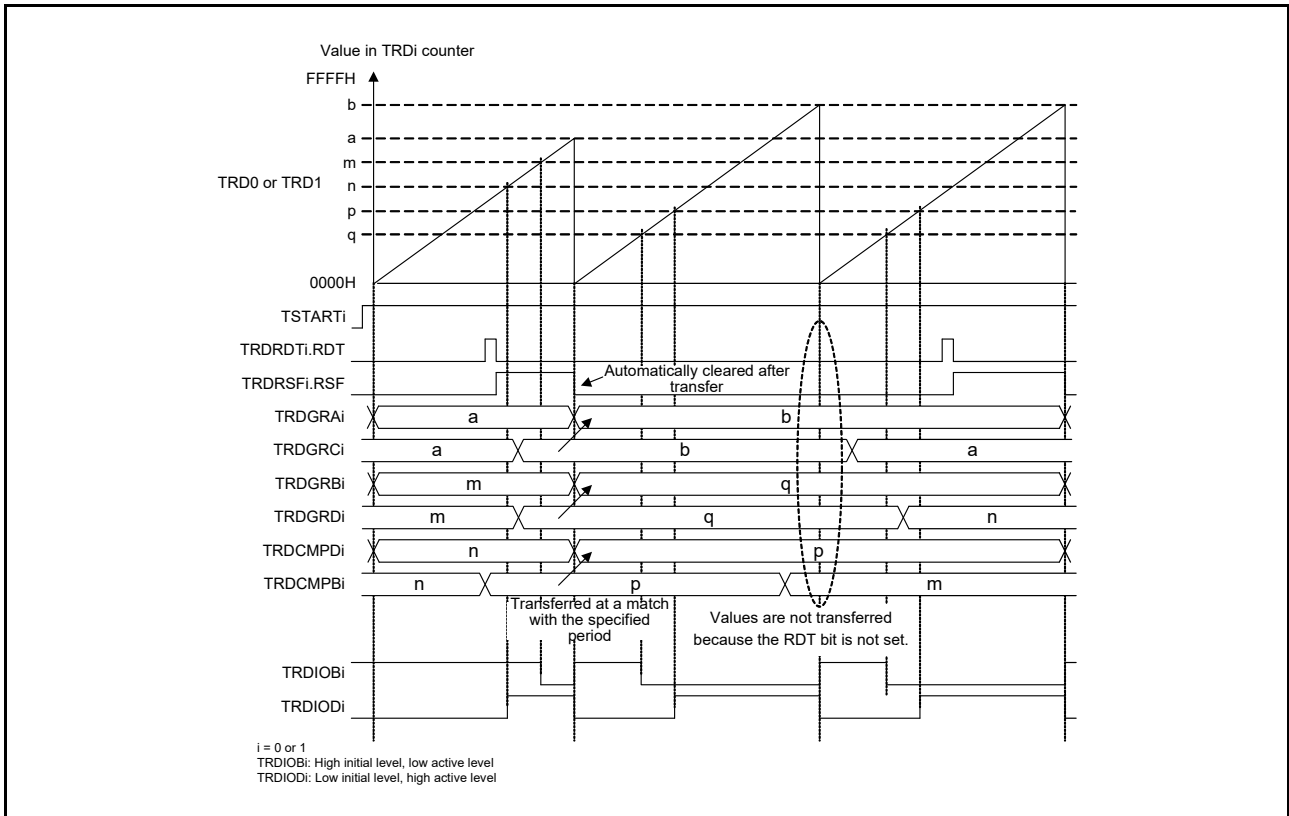 Value in TRDi counter
FFFFH
b
a
m
TRD0 or TRD1
n
p
q
0000H
TSTARTi
TRDRDTi.RDT
TRDRSFi.RSF
Automatically cleared after
transfer
TRDGRAi
a
b
TRDGRCi
a
b
a
TRDGRBi
m
q
TRDGRDi
m
q
n
TRDCMPDi
n
p
TRDCMPBi
n
p
m
Transferred at a match
with the specified
period
Values are not transferred
because the RDT bit is not set.
TRDIOBi
TRDIODi
i = 0 or 1
TRDIOBi: High initial level, low active level
TRDIODi: Low initial level, high active level